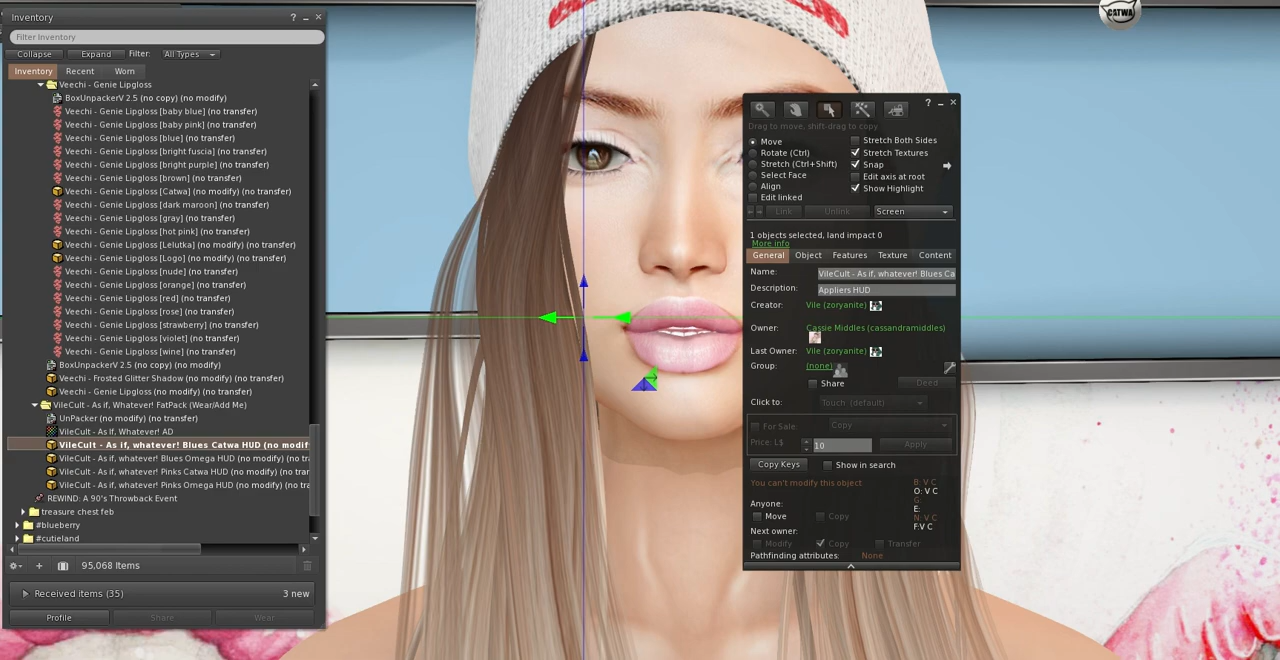 Inventory
Filter Inventory
Collapse Expand Filter: All Types
Inventory Recent Worn
Veechi - Genie Lipgloss
BoxUnpackerV 2.5 (no copy) (no modify)
Veechi - Genie Lipgloss [baby blue] (no transfer)
Veechi - Genie Lipgloss [baby pink] (no transfer)
Veechi - Genie Lipgloss [blue] (no transfer)
Veechi - Genie Lipgloss [bright fuscia] (no transfer)
Veechi - Genie Lipgloss [bright purple] (no transfer)
Veechi - Genie Lipgloss [brown] (no transfer)
Veechi - Genie Lipgloss [Catwa] (no modify) (no transfer)
Veechi - Genie Lipgloss [dark maroon] (no transfer)
Veechi - Genie Lipgloss [gray] (no transfer)
Veechi - Genie Lipgloss [hot pink] (no transfer)
Veechi - Genie Lipgloss [Lelutka] (no modify) (no transfer)
Veechi - Genie Lipgloss [Logo] (no modify) (no transfer)
Veechi - Genie Lipgloss [nude] (no transfer)
Veechi - Genie Lipgloss [orange] (no transfer)
Veechi - Genie Lipgloss [red] (no transfer)
Veechi - Genie Lipgloss [rose] (no transfer)
Veechi - Genie Lipgloss [strawberry] (no transfer)
Veechi - Genie Lipgloss [violet] (no transfer)
Veechi - Genie Lipgloss [wine] (no transfer)
BoxUnpackerV 2.5 (no copy) (no modify)
Veechi - Frosted Glitter Shadow (no modify) (no transfer)
Veechi - Genie Lipgloss (no modify) (no transfer)
VileCult - As if, Whatever! FatPack (Wear/Add Me)
UnPacker (no modify) (no transfer)
VileCult - As If, Whatever! AD
VileCult - As if, whatever! Blues Catwa HUD (no modif
VileCult - As if, whatever! Blues Omega HUD (no modify) (no tra
VileCult - As if, whatever! Pinks Catwa HUD (no modify) (no tra
VileCult - As if, whatever! Pinks Omega HUD (no modify) (no tra
REWIND: A 90's Throwback Event
treasure chest feb
#blueberry
#cutieland
95,068 Items
Received items (35) 3 new
Profile Share Wear
CATWA
Drag to move, shift-drag to copy
Move
Rotate (Ctrl)
Stretch (Ctrl+Shift)
Select Face
Align
Edit linked
Stretch Both Sides
Stretch Textures
Snap
Edit axis at root
Show Highlight
Link Unlink Screen
1 objects selected, land impact 0
More info
General Object Features Texture Content
Name: VileCult - As if, whatever! Blues Ca
Description: Appliers HUD
Creator: Vile (zoryanite)
Owner: Cassie Middles (cassandramiddles)
Last Owner: Vile (zoryanite)
Group: (none)
Share Deed
Click to: Touch (default)
For Sale Copy
Price: L$ 10 Apply
Copy Keys Show in search
You can't modify this object
B: V C
O: V C
G:
E:
N: V C
F:V C
Anyone:
Move Copy
Next owner:
Modify Copy Transfer
Pathfinding attributes: None